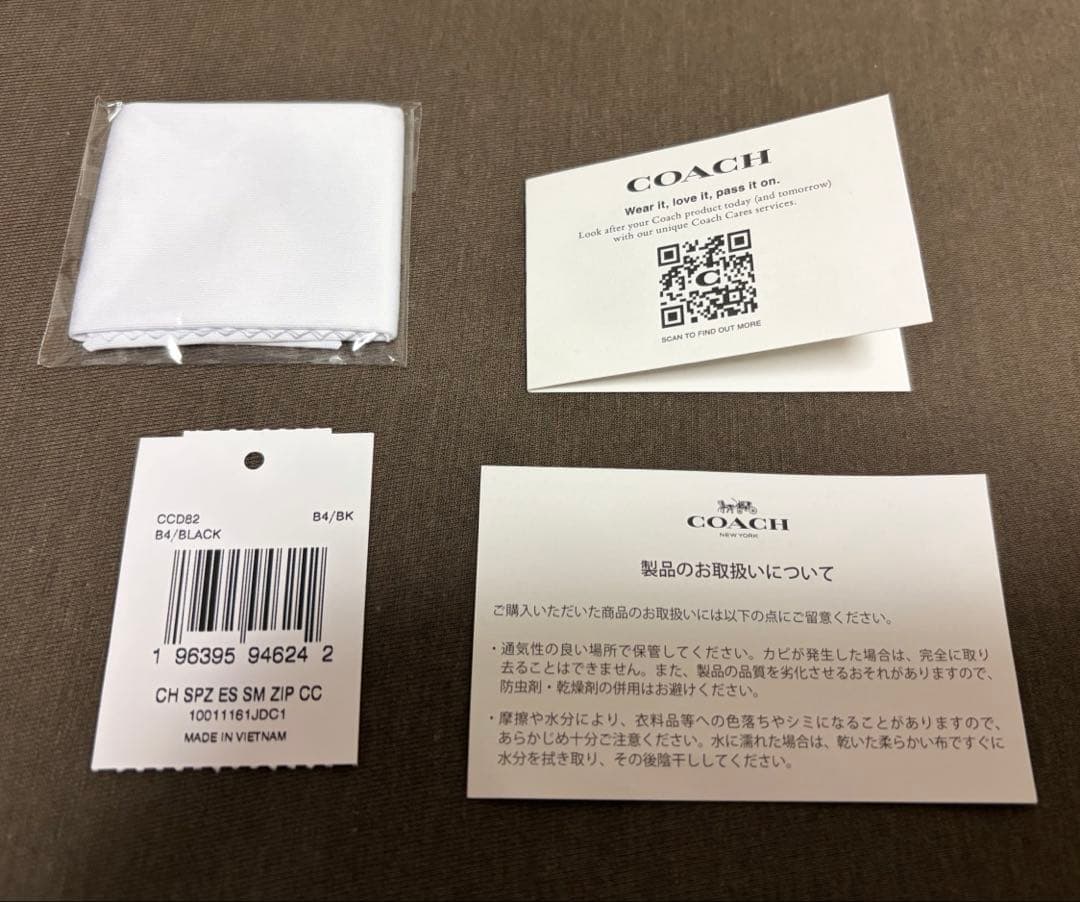 COACH
Wear it, love it, pass it on.
Look after your Coach product today (and tomorrow)
with our unique Coach Cares services.
C
SCAN TO FIND OUT MORE
CCD82 B4/BK
B4/BLACK
1 96395 94624 2
CH SPZ ES SM ZIP CC
10011161JDC1
MADE IN VIETNAM
COACH
NEW YORK
製品のお取扱いについて
ご購入いただいた商品のお取扱いには以下の点にご留意ください。
・通気性の良い場所で保管してください。カビが発生した場合は、完全に取り
去ることはできません。また、製品の品質を劣化させるおそれがありますので、
防虫剤・乾燥剤の併用はお避けください。
・摩擦や水分により、衣料品等への色落ちやシミになることがありますので、
あらかじめ十分ご注意ください。水に濡れた場合は、乾いた柔らかい布ですぐに
水分を拭き取り、その後陰干ししてください。